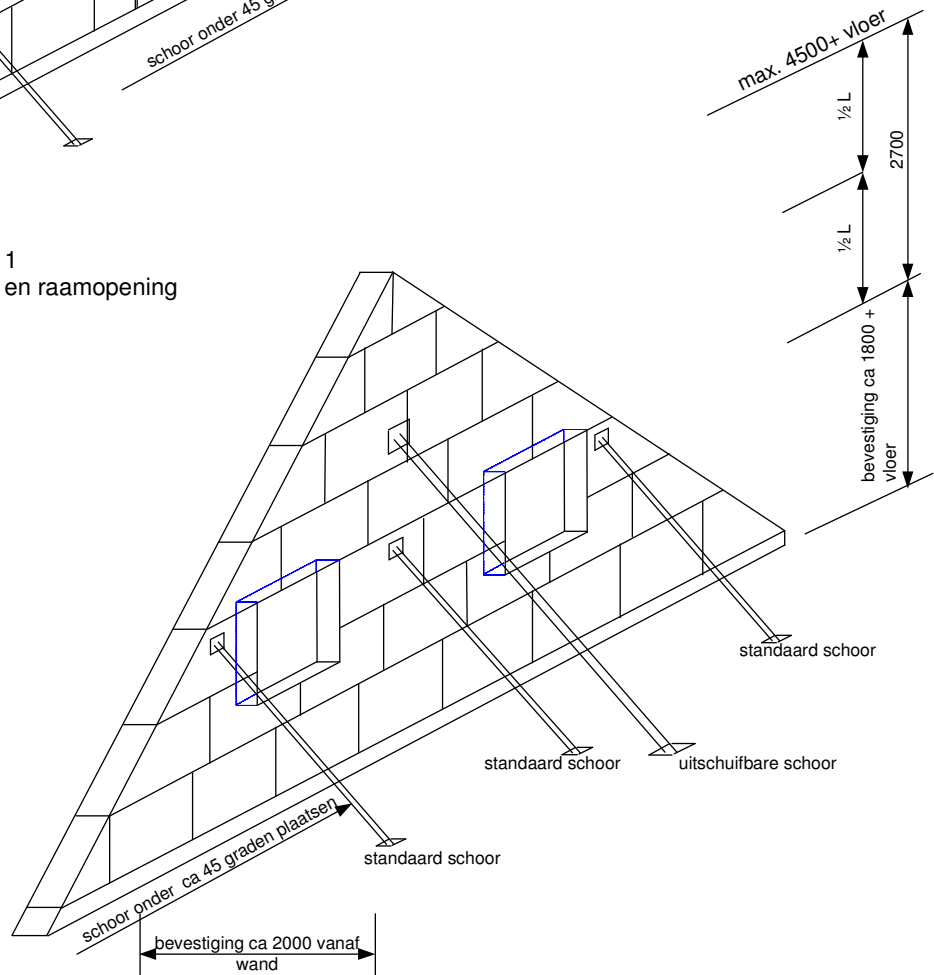 schoor onder 45 g
max. 4500+ vloer
½ L
2700
½ L
1
en raamopening
bevestiging ca 1800 +
vloer
standaard schoor
standaard schoor
uitschuifbare schoor
standaard schoor
schoor onder ca 45 graden plaatsen
bevestiging ca 2000 vanaf
wand